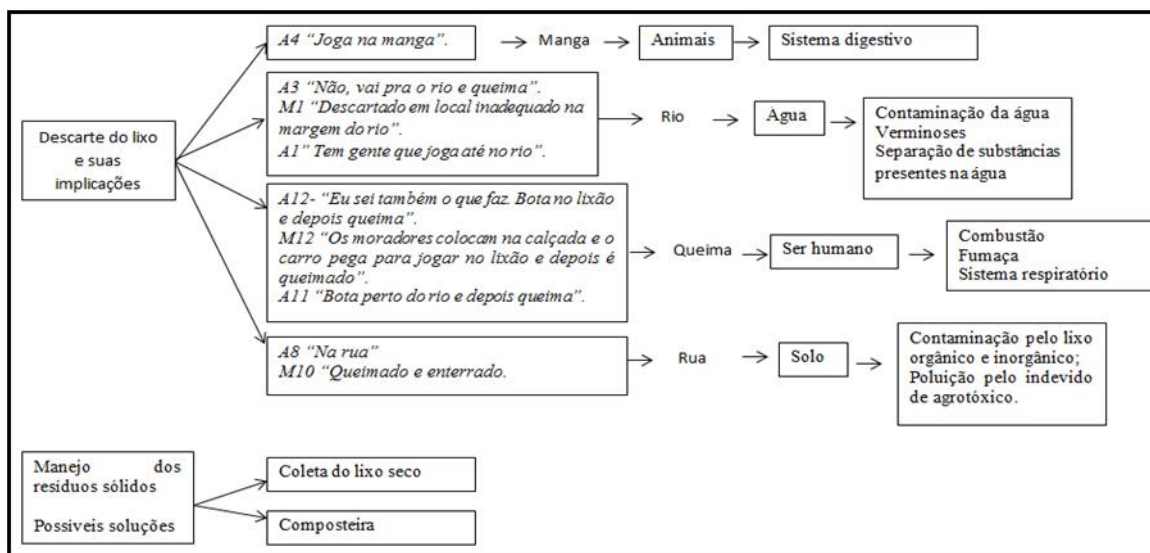 Descarte do lixo
e suas
implicações
A4 “Joga na manga”.
Manga
Animais
Sistema digestivo
A3 “Não, vai pra o rio e queima”.
M1 “Descartado em local inadequado na
margem do rio”.
A1” Tem gente que joga até no rio”.
Rio
Água
Contaminação da água
Verminoses
Separação de substâncias
presentes na água
A12- “Eu sei também o que faz. Bota no lixão
e depois queima”.
M12 “Os moradores colocam na calçada e o
carro pega para jogar no lixão e depois é
queimado”.
A11 “Bota perto do rio e depois queima”.
Queima
Ser humano
Combustão
Fumaça
Sistema respiratório
A8 “Na rua”
M10 “Queimado e enterrado.
Rua
Solo
Contaminação pelo lixo
orgânico e inorgânico;
Poluição pelo indevido
de agrotóxico.
Manejo dos
resíduos sólidos
Possíveis soluções
Coleta do lixo seco
Composteira